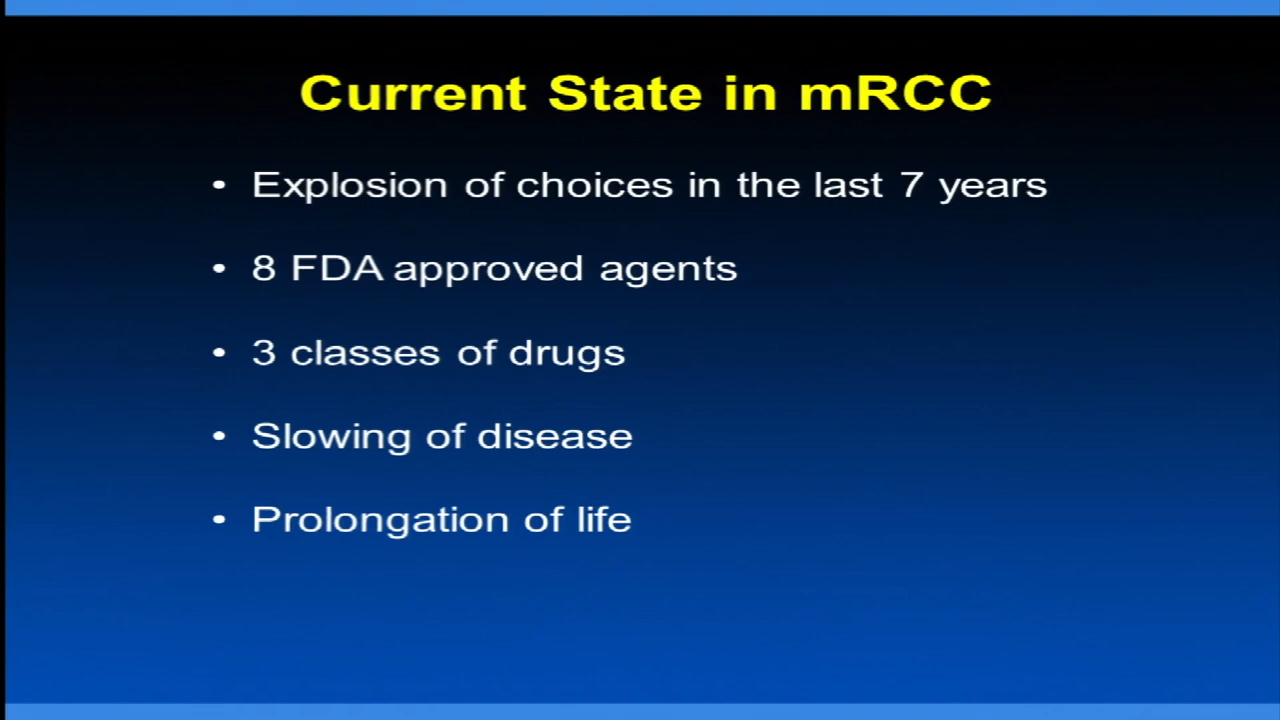 Current State in mRCC
• Explosion of choices in the last 7 years
• 8 FDA approved agents
• 3 classes of drugs
• Slowing of disease
• Prolongation of life